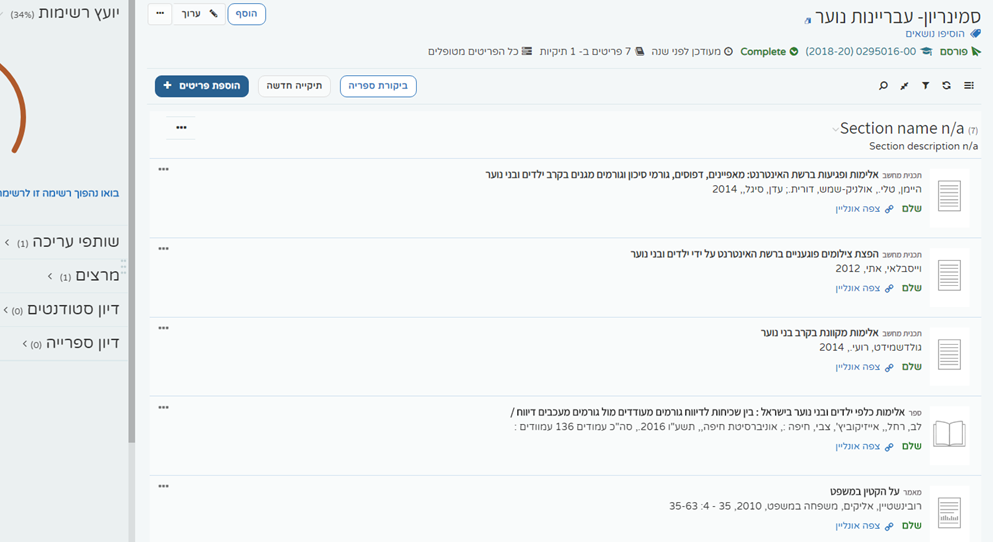 סמינריון- עבריינות נוער
הוסיפו נושאים
פורסם 0295016-00 (2018-20) Complete מעודכן לפני שנה 7 פריטים ב- 1 תיקיות כל הפריטים מטופלים
הוסף
ערוך
ביקורת ספריה
תיקייה חדשה
הוספת פריטים +
Section name n/a (7)
Section description n/a
תכנית מחשב אלימות ופגיעות ברשת האינטרנט: מאפיינים, דפוסים, גורמי סיכון וגורמים מגנים בקרב ילדים ובני נוער
היימן, טלי., אולניק-שמש, דורית.; עדן, סיגל,, 2014
שלם צפה אונליין
תכנית מחשב הפצת צילומים פוגעניים ברשת האינטרנט על ידי ילדים ובני נוער
וייסבלאי, אתי, 2012
שלם צפה אונליין
תכנית מחשב אלימות מקוונת בקרב בני נוער
גולדשמידט, רועי., 2014
שלם צפה אונליין
ספר אלימות כלפי ילדים ובני נוער בישראל : בין שכיחות לדיווח גורמים מעודדים מול גורמים מעכבים דיווח /
לב, רחל,, אייזיקוביץ', צבי, חיפה :, אוניברסיטת חיפה,, תשע"ו 2016., סה"כ עמודים 136 עמוודים :
שלם צפה אונליין
מאמר על הקטין במשפט
רובינשטיין, אליקים, משפחה במשפט, 2010, 35 - 4: 35-63
שלם צפה אונליין
יועץ רשימות (34%)
בואו נהפוך רשימה זו לרשימ
שותפי עריכה (1)
מרצים (1)
דיון סטודנטים (0)
דיון ספרייה (0)